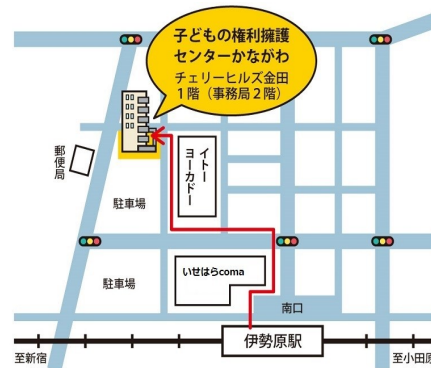 子どもの権利擁護
センターかながわ
チェリーヒルズ金田
1階（事務局2階）
郵便局
イトーヨーカドー
駐車場
駐車場
いせはらcoma
南口
伊勢原駅
至新宿
至小田原